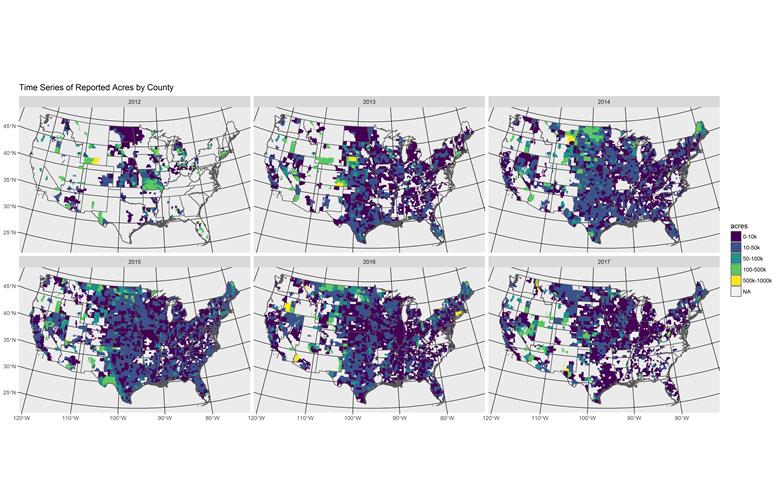 Time Series of Reported Acres by County
2012
2013
2014
45°N
40°N
35°N
30°N
25°N
acres
0-10k
10-50k
50-100k
100-500k
500k-1000k
NA
2015
2016
2017
45°N
40°N
35°N
30°N
25°N
120°W 110°W 100°W 90°W 80°W 120°W 110°W 100°W 90°W 80°W 120°W 110°W 100°W 90°W 80°W